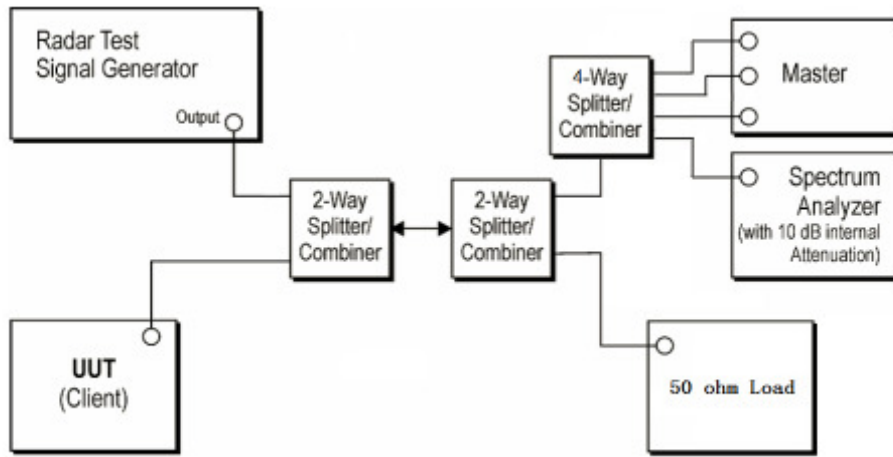 Radar Test
Signal Generator
Output
4-Way
Splitter/
Combiner
Master
2-Way
Splitter/
Combiner
2-Way
Splitter/
Combiner
Spectrum
Analyzer
(with 10 dB internal
Attenuation)
UUT
(Client)
50 ohm Load